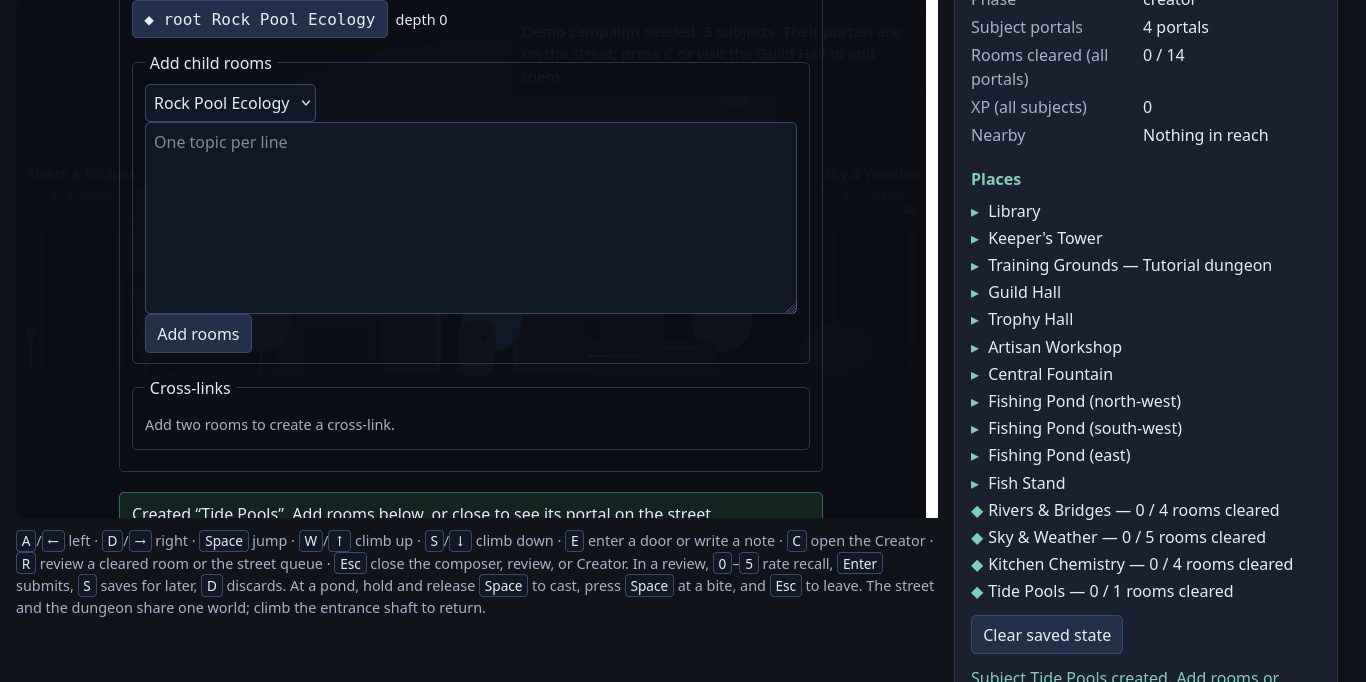 ◆ root Rock Pool Ecology depth 0
Demo campaign seeded: 3 subjects. Their portals are
on the street; press C or visit the Guild Hall to edit
them.
Add child rooms
Rock Pool Ecology
One topic per line
Rivers & Bridges
Sky & Weather
Add rooms
Cross-links
Add two rooms to create a cross-link.
Created “Tide Pools”. Add rooms below, or close to see its portal on the street.
A/← left · D/→ right · Space jump · W/↑ climb up · S/↓ climb down · E enter a door or write a note · C open the Creator ·
R review a cleared room or the street queue · Esc close the composer, review, or Creator. In a review, 0–5 rate recall, Enter
submits, S saves for later, D discards. At a pond, hold and release Space to cast, press Space at a bite, and Esc to leave. The street
and the dungeon share one world; climb the entrance shaft to return.
Phase creator
Subject portals 4 portals
Rooms cleared (all portals) 0 / 14
XP (all subjects) 0
Nearby Nothing in reach
Places
▸ Library
▸ Keeper's Tower
▸ Training Grounds — Tutorial dungeon
▸ Guild Hall
▸ Trophy Hall
▸ Artisan Workshop
▸ Central Fountain
▸ Fishing Pond (north-west)
▸ Fishing Pond (south-west)
▸ Fishing Pond (east)
▸ Fish Stand
◆ Rivers & Bridges — 0 / 4 rooms cleared
◆ Sky & Weather — 0 / 5 rooms cleared
◆ Kitchen Chemistry — 0 / 4 rooms cleared
◆ Tide Pools — 0 / 1 rooms cleared
Clear saved state
Subject Tide Pools created. Add rooms or